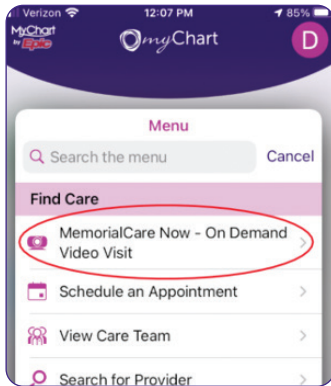 Verizon 12:07 PM 85%
MyChart myChart D
by Epic
Menu
Search the menu Cancel
Find Care
MemorialCare Now - On Demand
Video Visit
Schedule an Appointment
View Care Team
Search for Provider